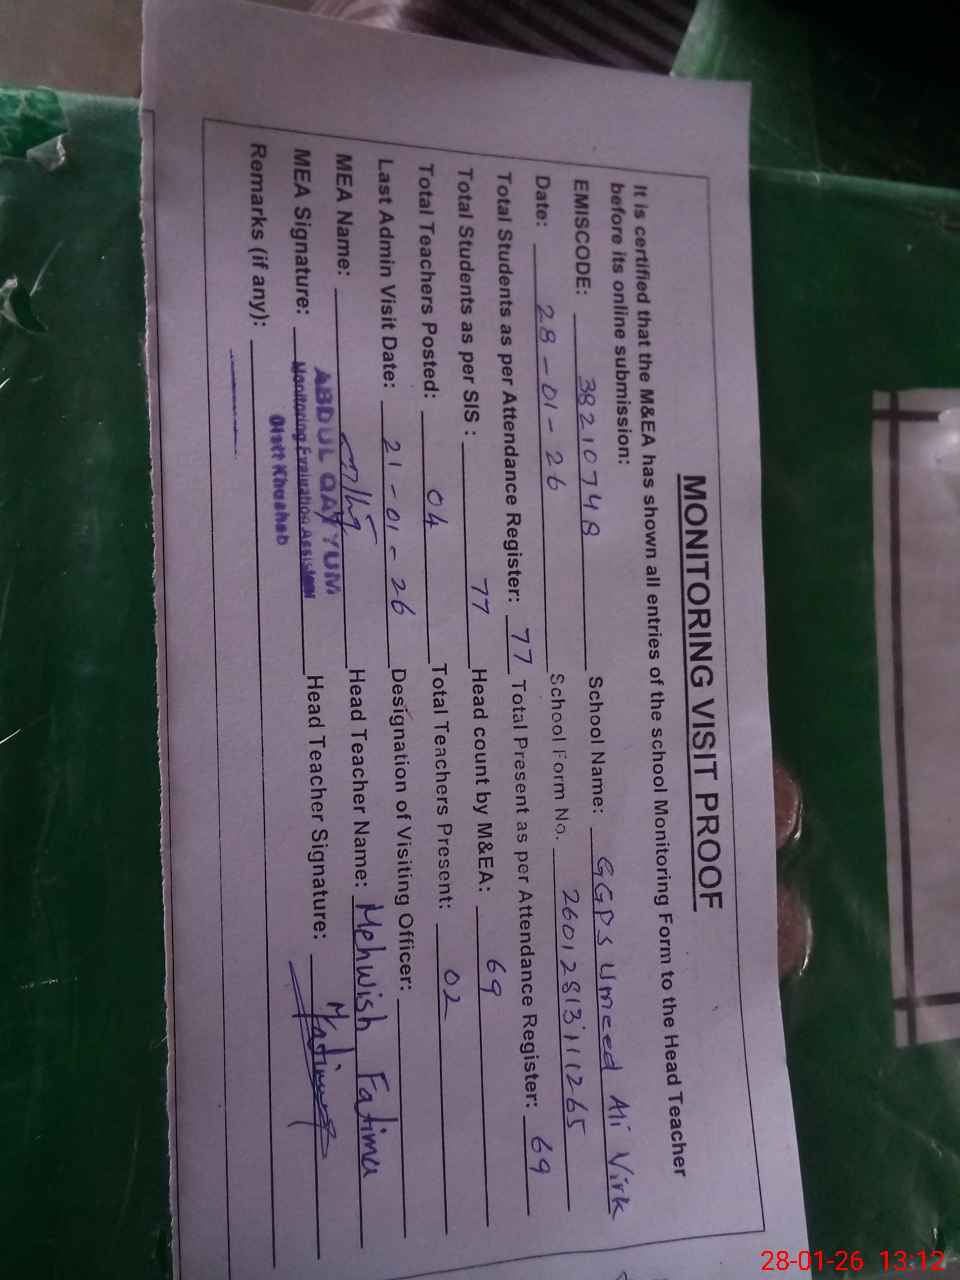 MONITORING VISIT PROOF
It is certified that the M&EA has shown all entries of the school Monitoring Form to the Head Teacher
before its online submission:
EMISCODE: 38210748 School Name: GGPS Umeed Ali Virk
Date: 28-01-26 School Form No. 260128131111265
Total Students as per Attendance Register: 77 Total Present as per Attendance Register: 69
Total Students as per SIS : 77 Head count by M&EA: 69
Total Teachers Posted: 04 Total Teachers Present: 02
Last Admin Visit Date: 21-01-26 Designation of Visiting Officer:
MEA Name: Head Teacher Name: Mehwish Fatima
ABDUL QAYYUM
MEA Signature: Monitoring Evaluation Assistant Head Teacher Signature:
Distt Khushab
Remarks (if any):
28-01-26 13:12